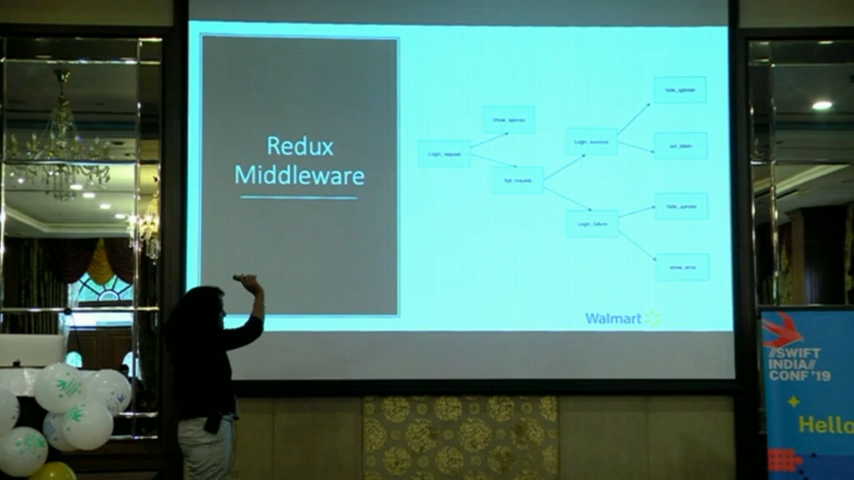 Redux
Middleware
Login_request
Show_spinner
Api_request
Login_success
Login_failure
hide_spinner
set_token
hide_spinner
show_error
Walmart
//SWIFT
INDIA//
CONF'19
Hello